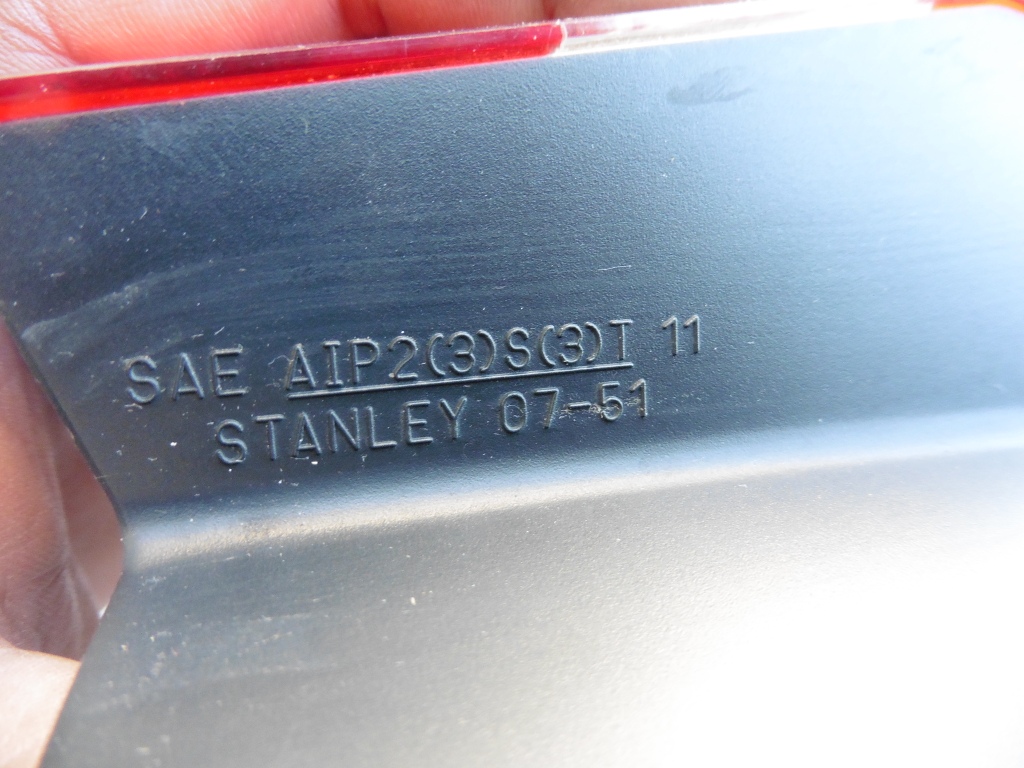 SAE AIP2(3)S(3)T 11
STANLEY 07-51